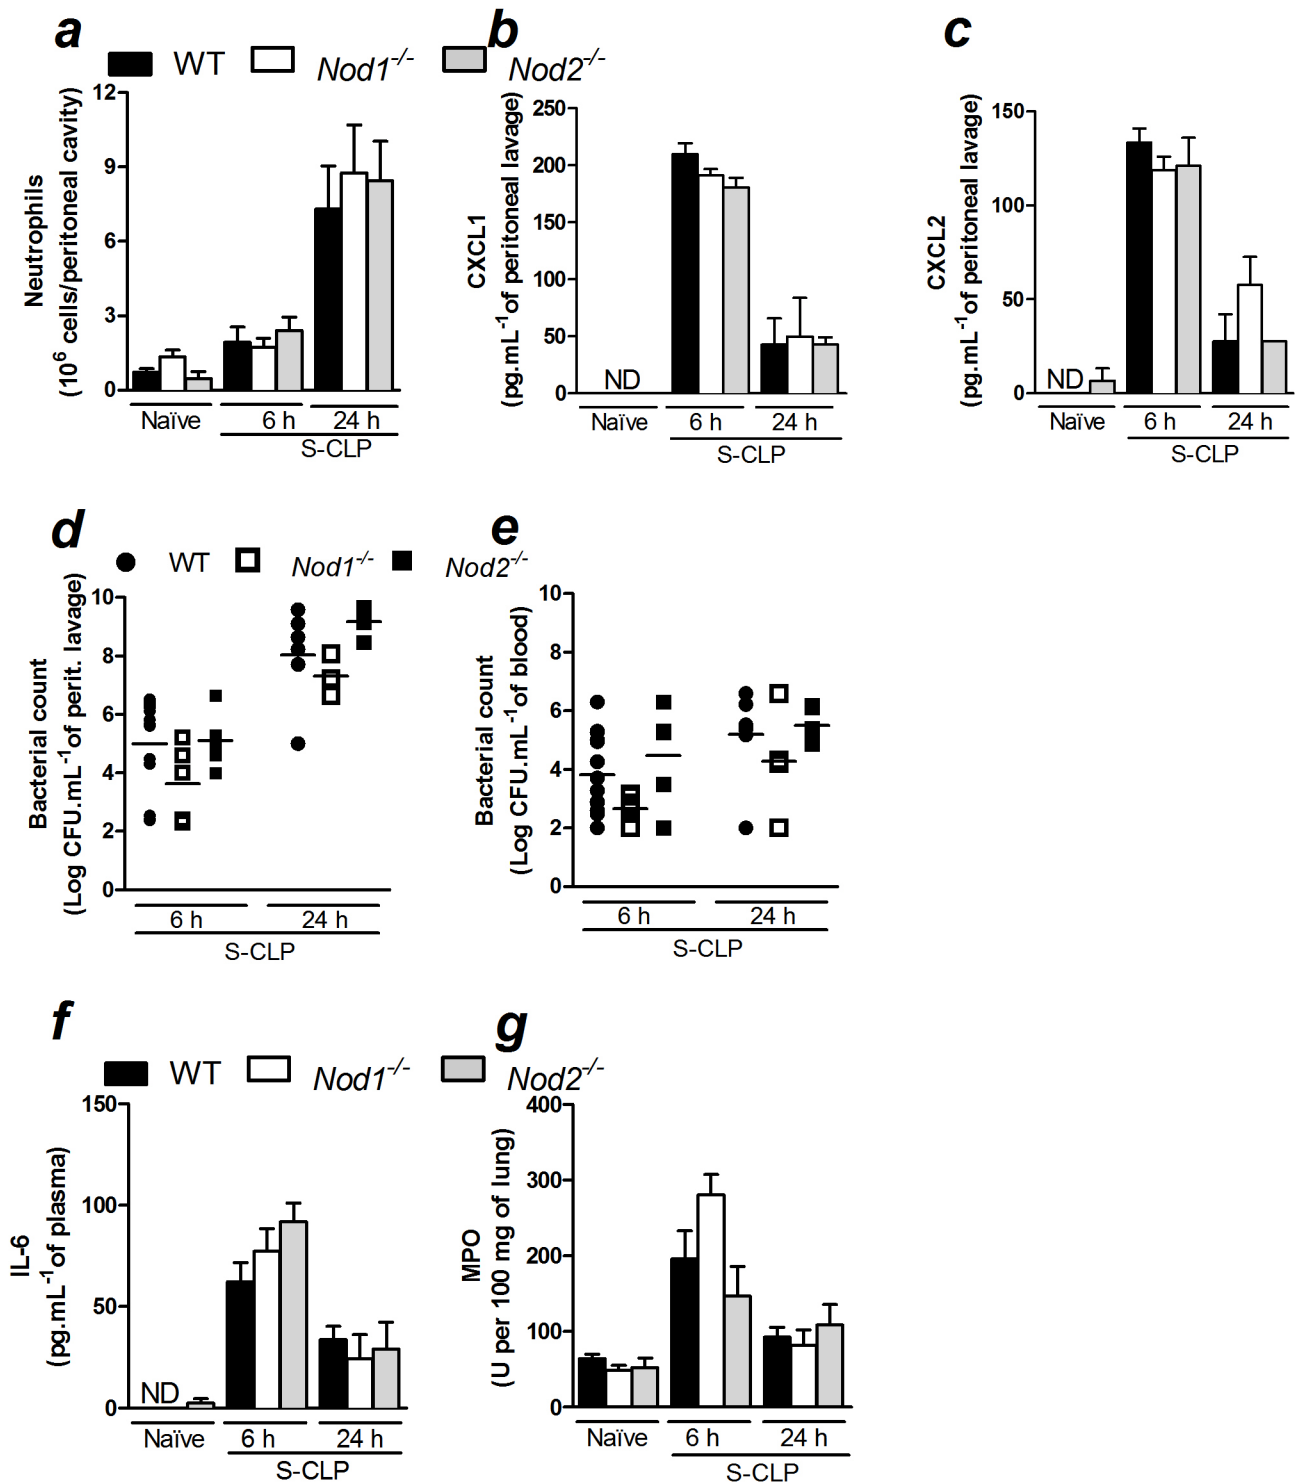 a
WT Nod1-/- Nod2-/-
Neutrophils
(10^6 cells/peritoneal cavity)
12
9
6
3
0
Naïve 6 h 24 h
S-CLP
b
CXCL1
(pg.mL-1 of peritoneal lavage)
250
200
150
100
50
0
ND
Naïve 6 h 24 h
S-CLP
c
CXCL2
(pg.mL-1 of peritoneal lavage)
150
100
50
0
ND
Naïve 6 h 24 h
S-CLP
d
WT Nod1-/- Nod2-/-
Bacterial count
(Log CFU.mL-1 of perit. lavage)
10
8
6
4
2
0
6 h 24 h
S-CLP
e
Bacterial count
(Log CFU.mL-1 of blood)
10
8
6
4
2
0
6 h 24 h
S-CLP
f
WT Nod1-/- Nod2-/-
IL-6
(pg.mL-1 of plasma)
150
100
50
0
ND
Naïve 6 h 24 h
S-CLP
g
MPO
(U per 100 mg of lung)
400
300
200
100
0
Naïve 6 h 24 h
S-CLP